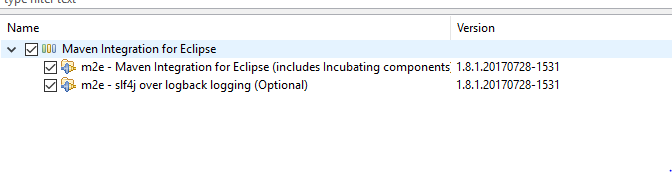 type filter text
Name Version
Maven Integration for Eclipse
m2e - Maven Integration for Eclipse (includes Incubating components) 1.8.1.20170728-1531
m2e - slf4j over logback logging (Optional) 1.8.1.20170728-1531